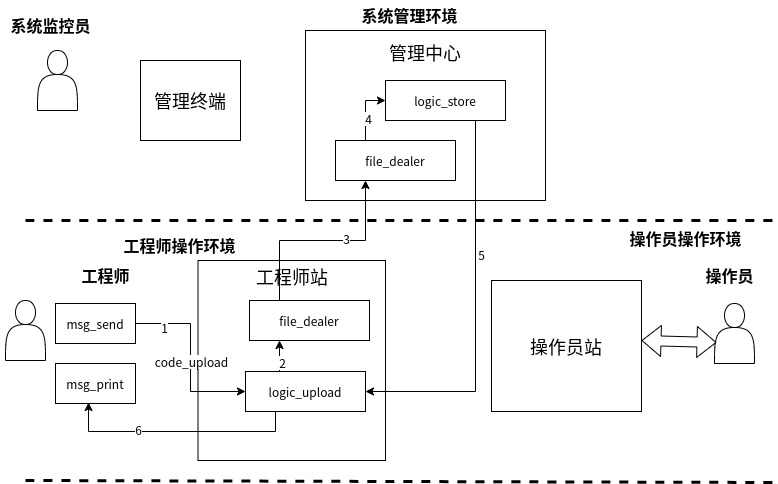 系统管理环境
系统监控员
管理中心
管理终端
logic_store
4
file_dealer
3
工程师操作环境
操作员操作环境
5
工程师
工程师站
操作员
msg_send
1
file_dealer
操作员站
code_upload
2
msg_print
logic_upload
6